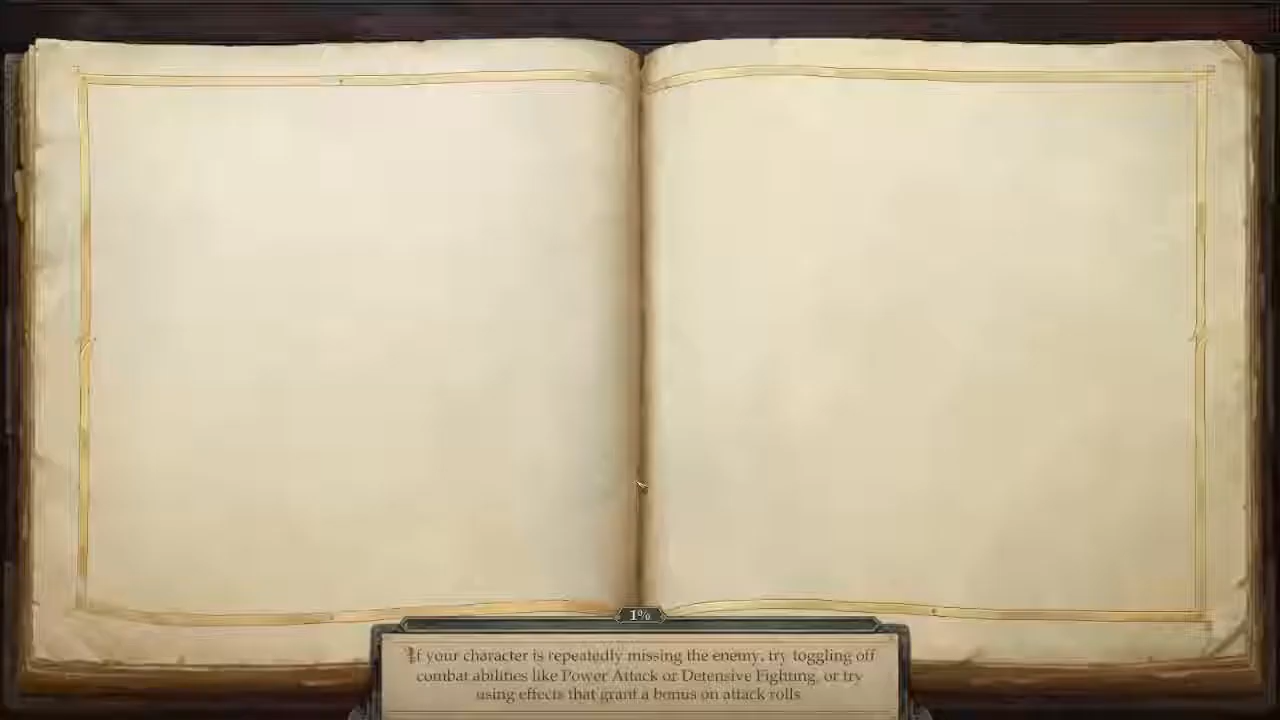 1%
If your character is repeatedly missing the enemy, try toggling off
combat abilities like Power Attack or Defensive Fighting, or try
using effects that grant a bonus on attack rolls